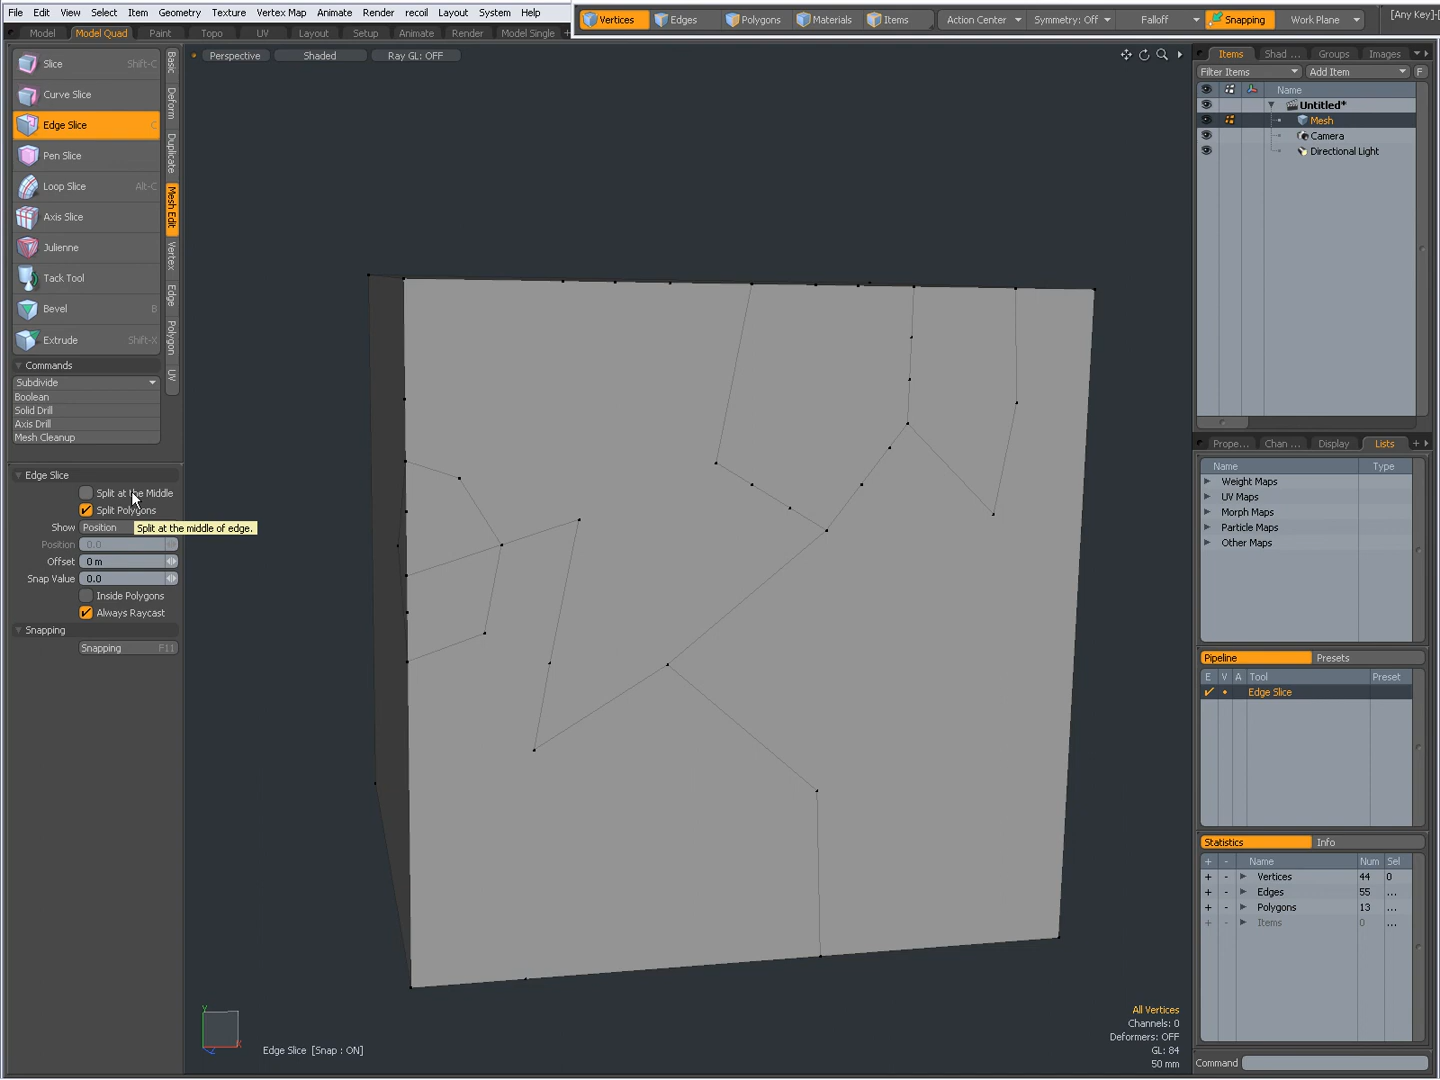 File Edit View Select Item Geometry Texture Vertex Map Animate Render recoil Layout System Help
Vertices Edges Polygons Materials Items Action Center Symmetry: Off Falloff Snapping Work Plane [Any Key]-[
Model Model Quad Paint Topo UV Layout Setup Animate Render Model Single +
Perspective Shaded Ray GL: OFF
Slice Shift-C
Curve Slice
Edge Slice C
Pen Slice
Loop Slice Alt-C
Axis Slice
Julienne
Tack Tool
Bevel B
Extrude Shift-X
Basic
Deform
Duplicate
Mesh Edit
Vertex
Edge
Polygon
UV
Commands
Subdivide
Boolean
Solid Drill
Axis Drill
Mesh Cleanup
Edge Slice
Split at the Middle
Split Polygons
Show Position
Split at the middle of edge.
Position 0.0
Offset 0 m
Snap Value 0.0
Inside Polygons
Always Raycast
Snapping
Snapping F11
Y
X
Z
Edge Slice [Snap : ON]
All Vertices
Channels: 0
Deformers: OFF
GL: 84
50 mm
Items Shad ... Groups Images
Filter Items Add Item F
Name
Untitled*
Mesh
Camera
Directional Light
Prope... Chan ... Display Lists +
Name Type
Weight Maps
UV Maps
Morph Maps
Particle Maps
Other Maps
Pipeline Presets
E V A Tool Preset
Edge Slice
Statistics Info
+ - Name Num Sel
+ - Vertices 44 0
+ - Edges 55 ...
+ - Polygons 13 ...
+ - Items 0 ...
Command